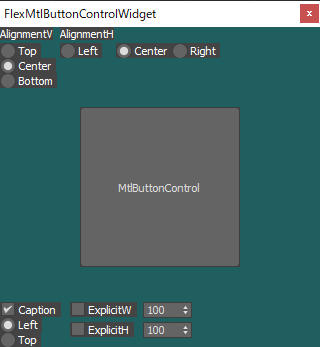 FlexMtlButtonControlWidget x
AlignmentV AlignmentH
Top Left Center Right
Center
Bottom
MtlButtonControl
Caption ExplicitW 100
Left ExplicitH 100
Top